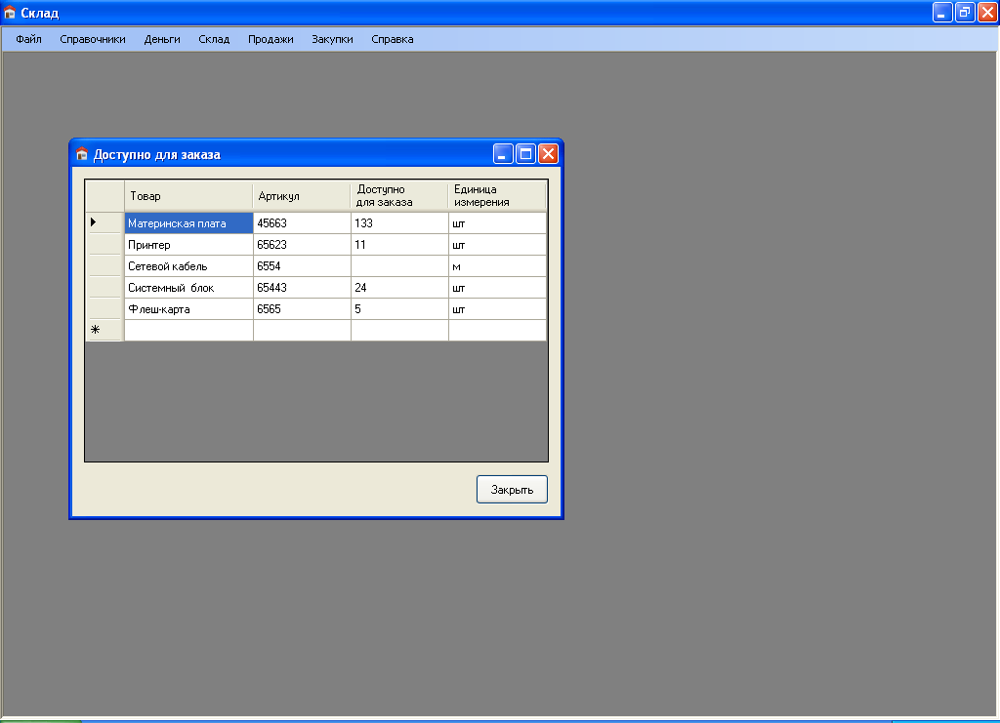 Склад
Файл Справочники Деньги Склад Продажи Закупки Справка
Доступно для заказа
Товар Артикул Доступно для заказа Единица измерения
Материнская плата 45663 133 шт
Принтер 65623 11 шт
Сетевой кабель 6554 м
Системный блок 65443 24 шт
Флеш-карта 6565 5 шт
Закрыть